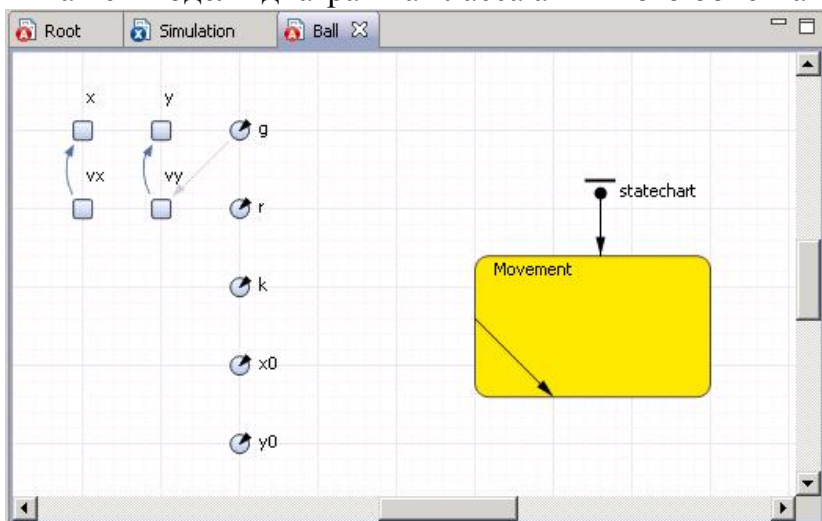 Root Simulation Ball
x y
g
vx vy
statechart
r
Movement
k
x0
y0